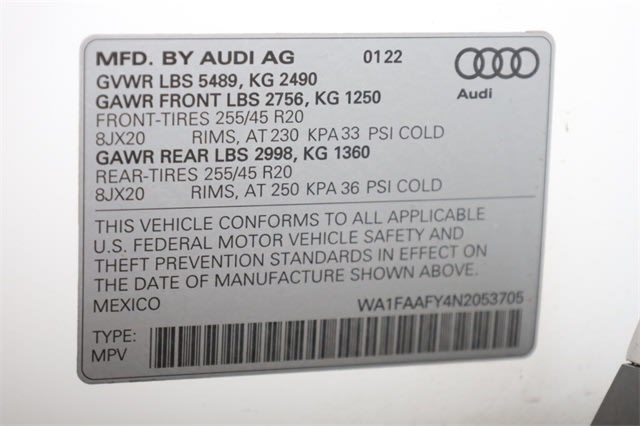 MFD. BY AUDI AG 01 22
GVWR LBS 5489, KG 2490
GAWR FRONT LBS 2756, KG 1250
FRONT-TIRES 255/45 R20
8JX20 RIMS, AT 230 KPA 33 PSI COLD
GAWR REAR LBS 2998, KG 1360
REAR-TIRES 255/45 R20
8JX20 RIMS, AT 250 KPA 36 PSI COLD
Audi
THIS VEHICLE CONFORMS TO ALL APPLICABLE
U.S. FEDERAL MOTOR VEHICLE SAFETY AND
THEFT PREVENTION STANDARDS IN EFFECT ON
THE DATE OF MANUFACTURE SHOWN ABOVE.
MEXICO WA1FAAFY4N2053705
TYPE:
MPV